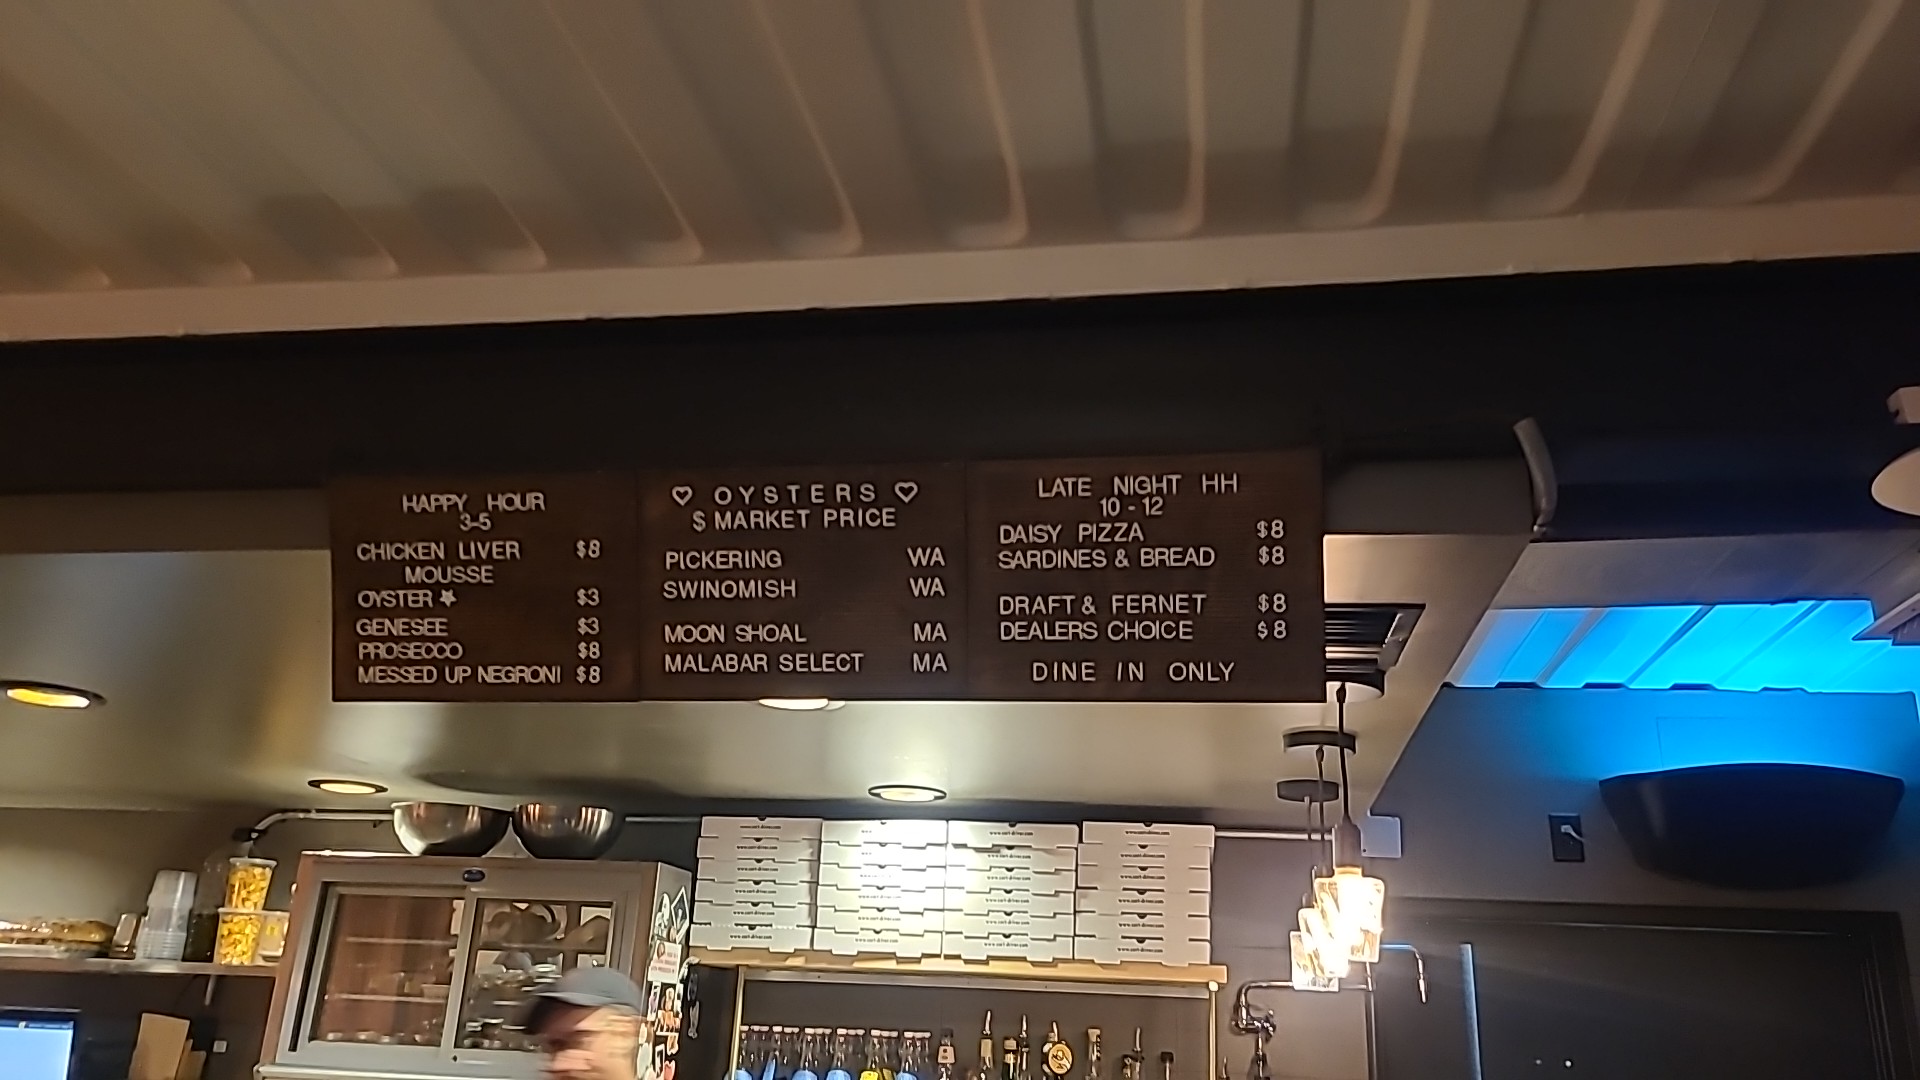 HAPPY HOUR
3-5
CHICKEN LIVER $8
MOUSSE
OYSTER $3
GENESEE $3
PROSECCO $8
MESSED UP NEGRONI $8
OYSTERS
$ MARKET PRICE
PICKERING WA
SWINOMISH WA
MOON SHOAL MA
MALABAR SELECT MA
LATE NIGHT HH
10-12
DAISY PIZZA $8
SARDINES & BREAD $8
DRAFT & FERNET $8
DEALERS CHOICE $8
DINE IN ONLY